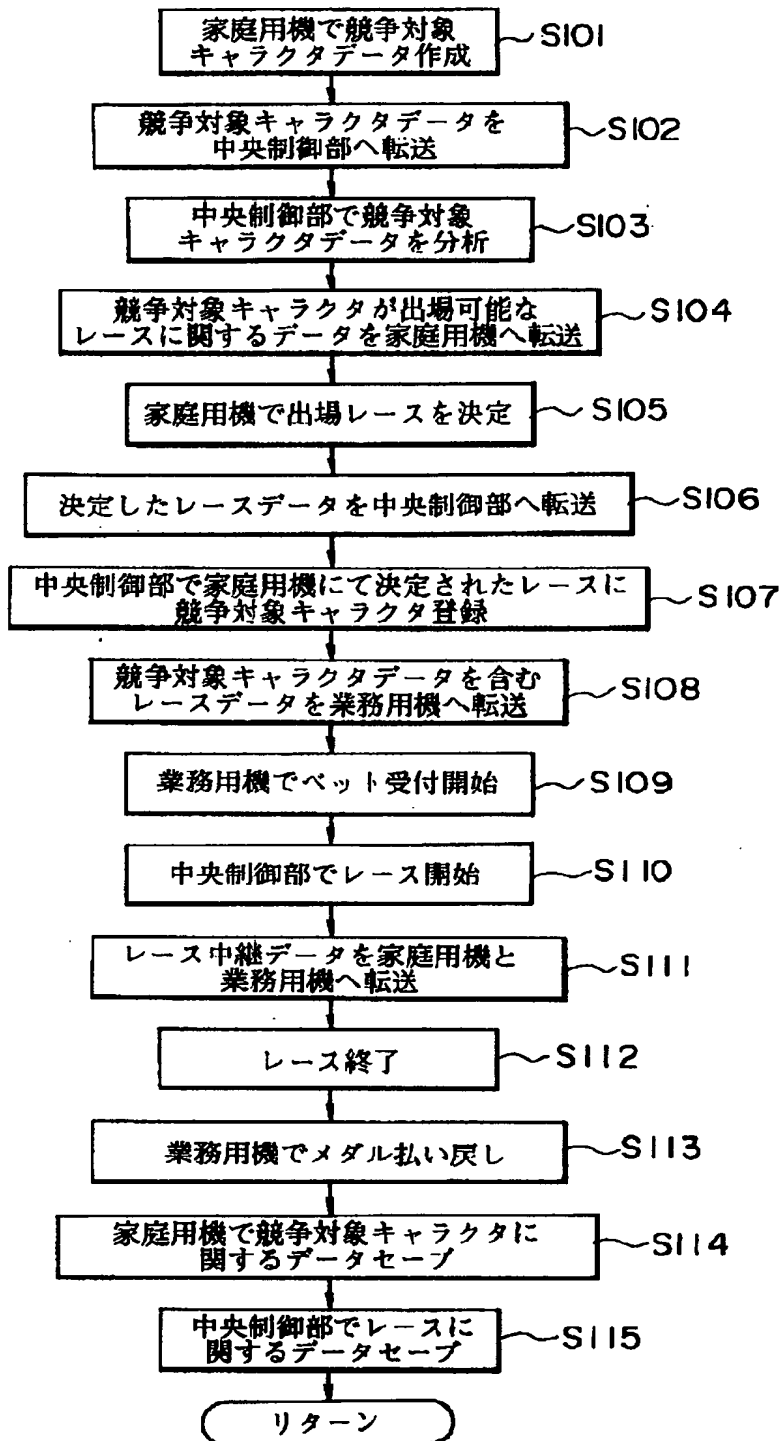 家庭用機で競争対象
キャラクタデータ作成
S101
競争対象キャラクタデータを
中央制御部へ転送
S102
中央制御部で競争対象
キャラクタデータを分析
S103
競争対象キャラクタが出場可能な
レースに関するデータを家庭用機へ転送
S104
家庭用機で出場レースを決定
S105
決定したレースデータを中央制御部へ転送
S106
中央制御部で家庭用機にて決定されたレースに
競争対象キャラクタ登録
S107
競争対象キャラクタデータを含む
レースデータを業務用機へ転送
S108
業務用機でベット受付開始
S109
中央制御部でレース開始
S110
レース中継データを家庭用機と
業務用機へ転送
S111
レース終了
S112
業務用機でメダル払い戻し
S113
家庭用機で競争対象キャラクタに
関するデータセーブ
S114
中央制御部でレースに
関するデータセーブ
S115
リターン